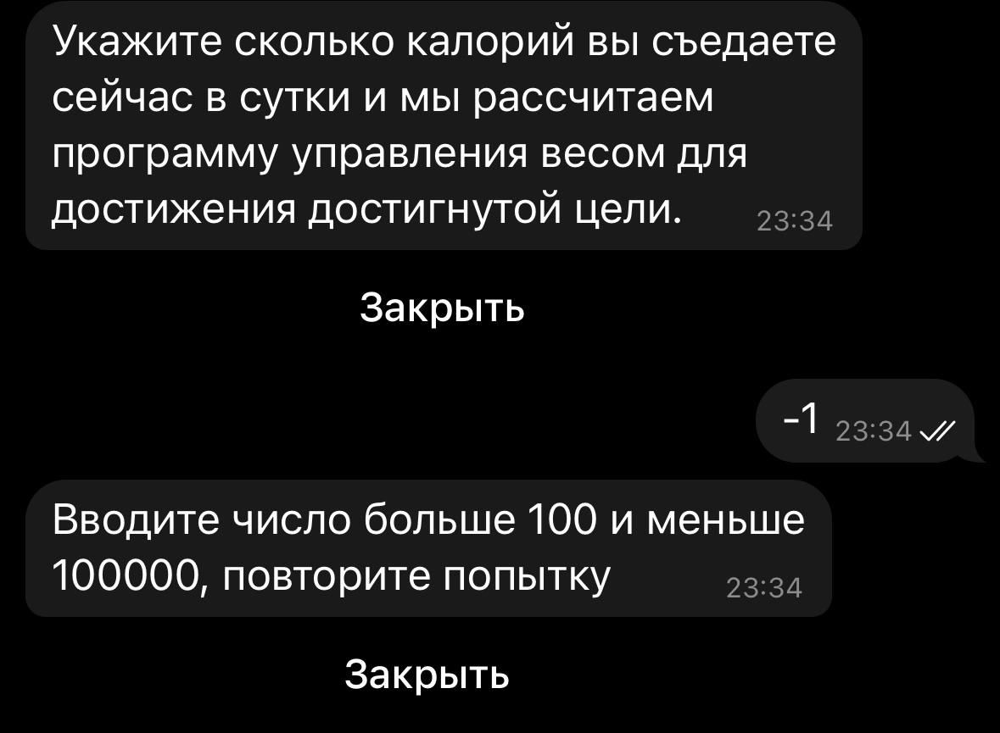 Укажите сколько калорий вы съедаете
сейчас в сутки и мы рассчитаем
программу управления весом для
достижения достигнутой цели. 23:34
Закрыть
-1 23:34
Вводите число больше 100 и меньше
100000, повторите попытку 23:34
Закрыть